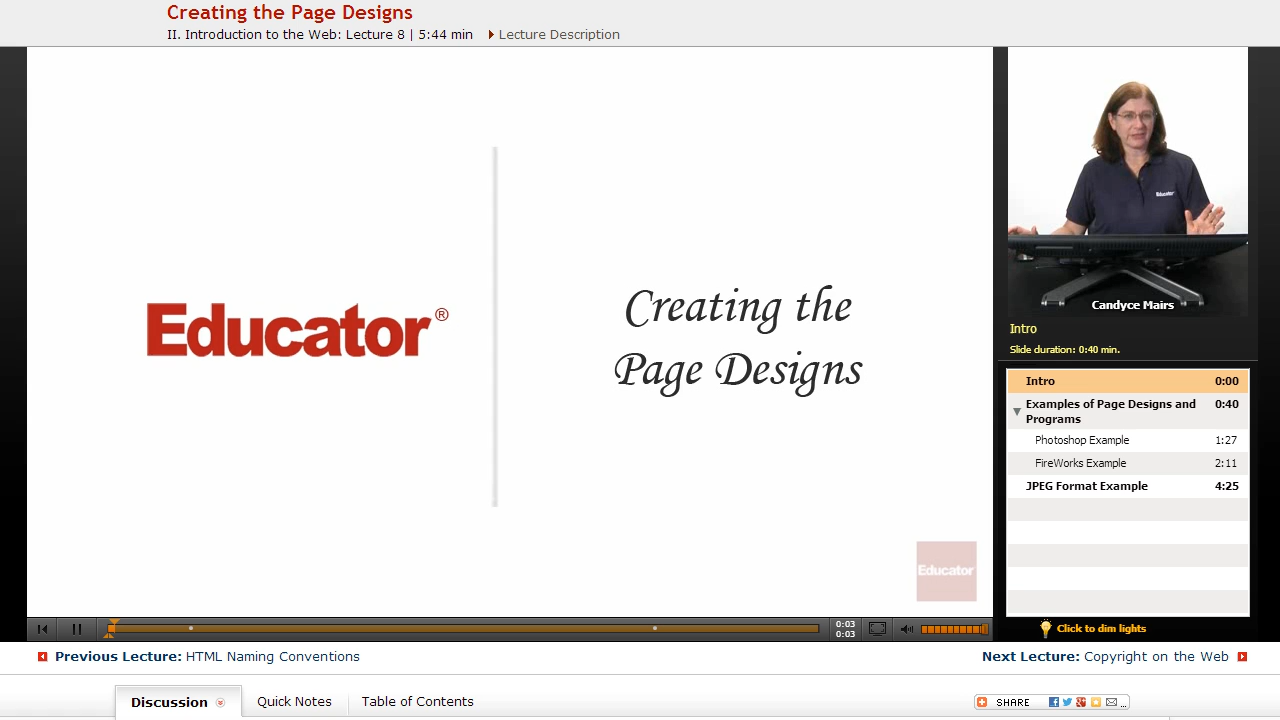 Creating the Page Designs
II. Introduction to the Web: Lecture 8 | 5:44 min
Lecture Description
Educator®
Creating the
Page Designs
Educator
Educator
Candyce Mairs
Intro
Slide duration: 0:40 min.
Intro 0:00
Examples of Page Designs and 0:40
Programs
Photoshop Example 1:27
FireWorks Example 2:11
JPEG Format Example 4:25
0:03
0:03
Click to dim lights
Previous Lecture: HTML Naming Conventions
Next Lecture: Copyright on the Web
Discussion
Quick Notes
Table of Contents
SHARE
...